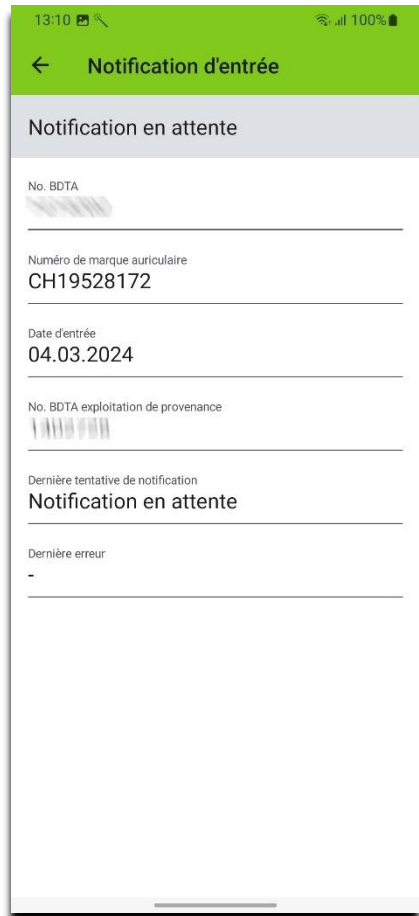 13:10 100%
Notification d'entrée
Notification en attente
No. BDTA
Numéro de marque auriculaire
CH19528172
Date d'entrée
04.03.2024
No. BDTA exploitation de provenance
Dernière tentative de notification
Notification en attente
Dernière erreur
-